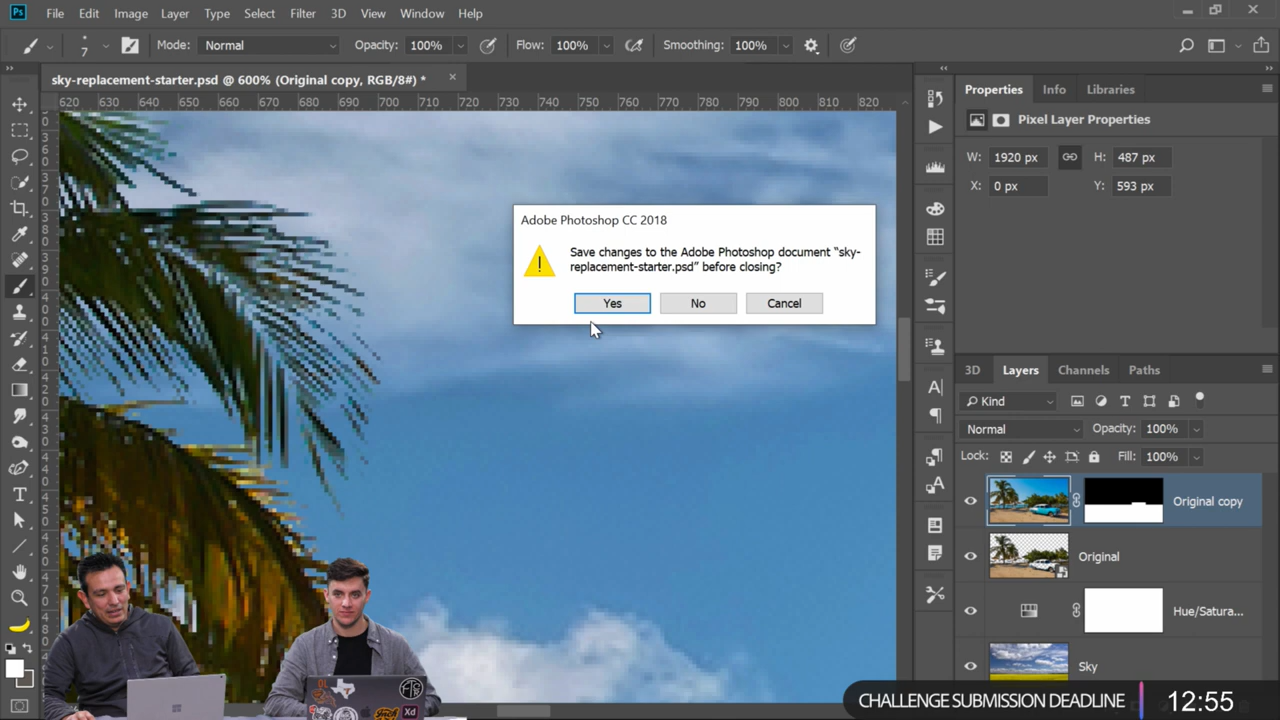 Ps File Edit Image Layer Type Select Filter 3D View Window Help
7 Mode: Normal Opacity: 100% Flow: 100% Smoothing: 100%
sky-replacement-starter.psd @ 600% (Original copy, RGB/8#) *
620 630 640 650 660 670 680 690 700 710 720 730 740 750 760 770 780 790 800 810 820
Properties Info Libraries
Pixel Layer Properties
W: 1920 px H: 487 px
X: 0 px Y: 593 px
Adobe Photoshop CC 2018
Save changes to the Adobe Photoshop document “sky-
replacement-starter.psd” before closing?
Yes No Cancel
3D Layers Channels Paths
Kind
Normal Opacity: 100%
Lock: Fill: 100%
Original copy
Original
Hue/Satura...
Sky
Xd
CHALLENGE SUBMISSION DEADLINE 12:55